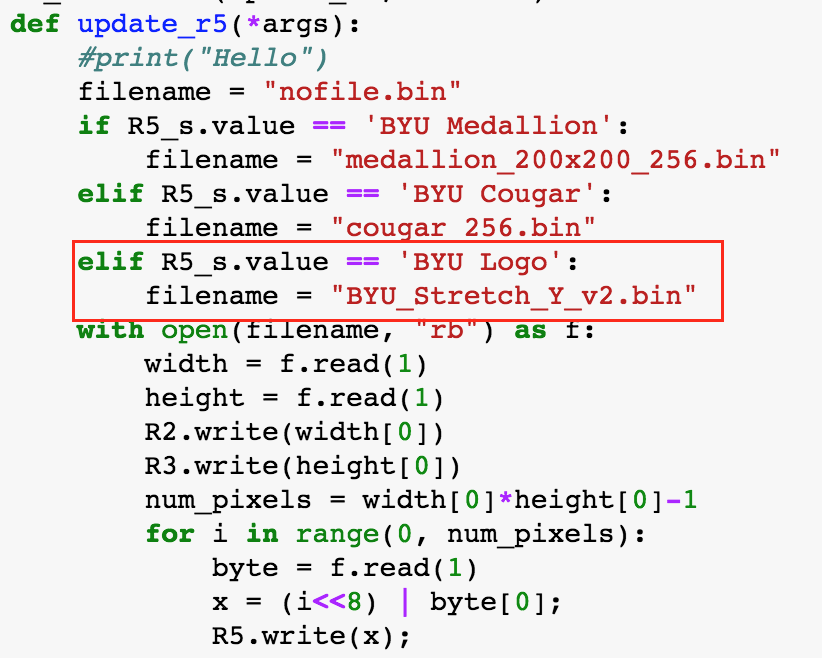 def update_r5(*args):
    #print("Hello")
    filename = "nofile.bin"
    if R5_s.value == 'BYU Medallion':
        filename = "medallion_200x200_256.bin"
    elif R5_s.value == 'BYU Cougar':
        filename = "cougar_256.bin"
    elif R5_s.value == 'BYU Logo':
        filename = "BYU_Stretch_Y_v2.bin"
    with open(filename, "rb") as f:
        width = f.read(1)
        height = f.read(1)
        R2.write(width[0])
        R3.write(height[0])
        num_pixels = width[0]*height[0]-1
        for i in range(0, num_pixels):
            byte = f.read(1)
            x = (i<<8) | byte[0];
            R5.write(x);